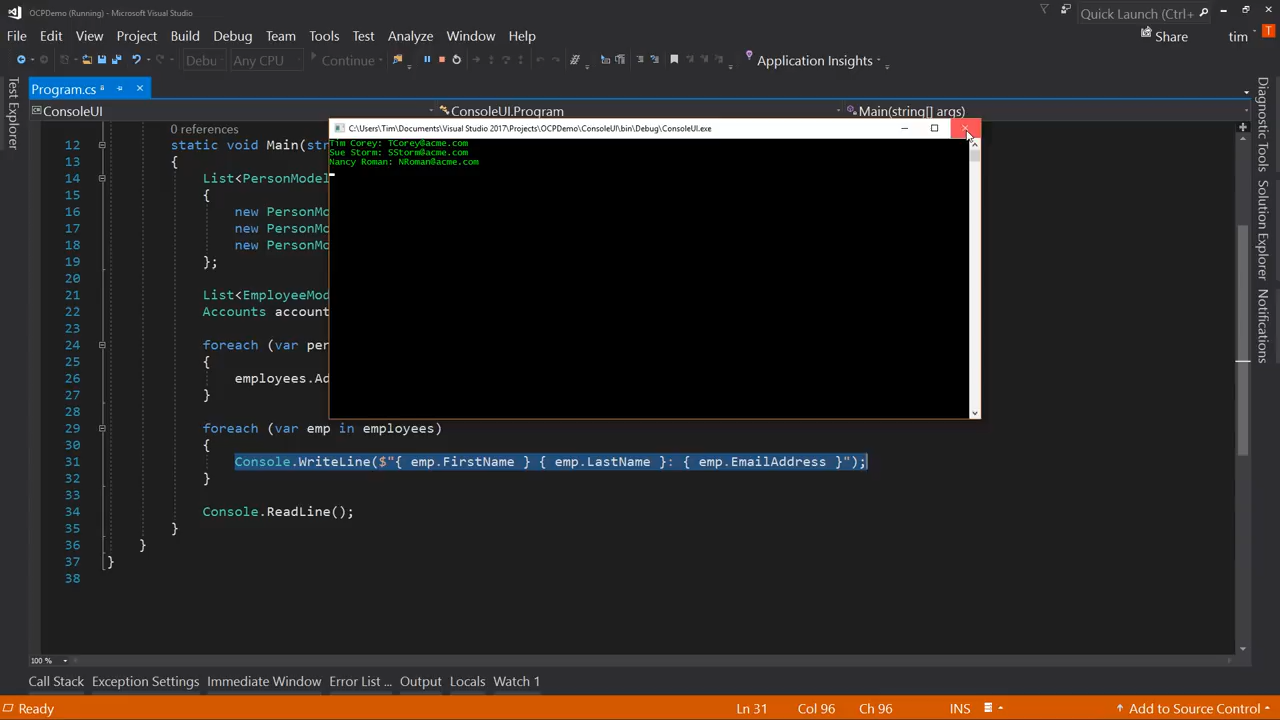 OCPDemo (Running) - Microsoft Visual Studio
Quick Launch (Ctrl+
File Edit View Project Build Debug Team Tools Test Analyze Window Help
Share
tim
T
Debu Any CPU Continue Application Insights
Test Explorer
Program.cs
ConsoleUI ConsoleUI.Program Main(string[] args)
Diagnostic Tools
Solution Explorer
Notifications
C:\Users\Tim\Documents\Visual Studio 2017\Projects\OCPDemo\ConsoleUI\bin\Debug\ConsoleUI.exe
Tim Corey: TCorey@acme.com
Sue Storm: SStorm@acme.com
Nancy Roman: NRoman@acme.com
0 references
12 static void Main(str
13 {
14 List<PersonModel
15 {
16 new PersonMo
17 new PersonMo
18 new PersonMo
19 };
20
21 List<EmployeeMod
22 Accounts account
23
24 foreach (var per
25 {
26 employees.Ad
27 }
28
29 foreach (var emp in employees)
30 {
31 Console.WriteLine($"{ emp.FirstName } { emp.LastName }: { emp.EmailAddress }");
32 }
33
34 Console.ReadLine();
35 }
36 }
37 }
38
100 %
Call Stack Exception Settings Immediate Window Error List ... Output Locals Watch 1
Ready Ln 31 Col 96 Ch 96 INS Add to Source Control